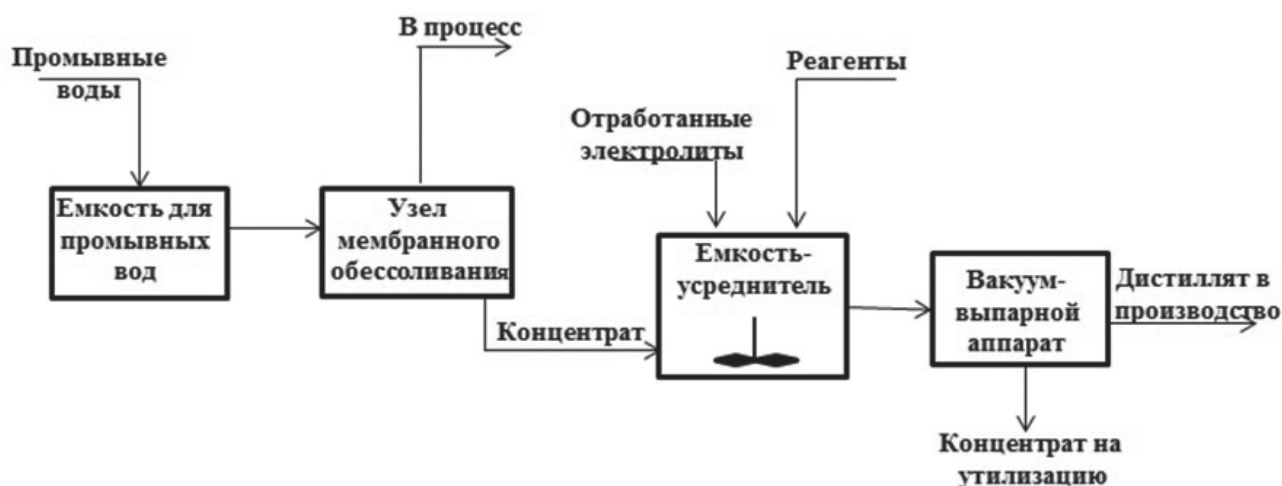 В процесс
Промывные
воды
Реагенты
Отработанные
электролиты
Емкость для
промывных
вод
Узел
мембранного
обессоливания
Емкость-
усреднитель
Вакуум-
выпарной
аппарат
Дистиллят в
производство
Концентрат
Концентрат на
утилизацию